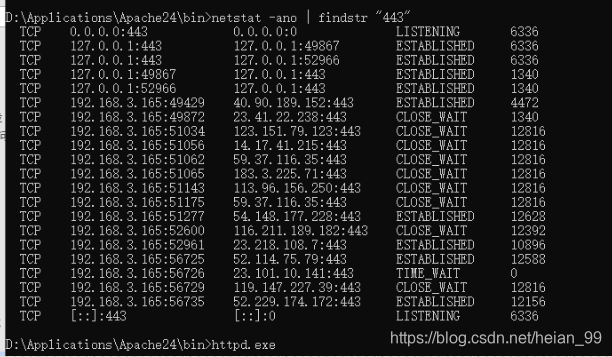 D:\Applications\Apache24\bin>netstat -ano | findstr "443"
TCP 0.0.0.0:443 0.0.0.0:0 LISTENING 6336
TCP 127.0.0.1:443 127.0.0.1:49867 ESTABLISHED 6336
TCP 127.0.0.1:443 127.0.0.1:52966 ESTABLISHED 6336
TCP 127.0.0.1:49867 127.0.0.1:443 ESTABLISHED 1340
TCP 127.0.0.1:52966 127.0.0.1:443 ESTABLISHED 1340
TCP 192.168.3.165:49429 40.90.189.152:443 ESTABLISHED 4472
TCP 192.168.3.165:49872 23.41.22.238:443 CLOSE_WAIT 1340
TCP 192.168.3.165:51034 123.151.79.123:443 CLOSE_WAIT 12816
TCP 192.168.3.165:51056 14.17.41.215:443 CLOSE_WAIT 12816
TCP 192.168.3.165:51062 59.37.116.35:443 CLOSE_WAIT 12816
TCP 192.168.3.165:51065 183.3.225.71:443 CLOSE_WAIT 12816
TCP 192.168.3.165:51143 113.96.156.250:443 CLOSE_WAIT 12816
TCP 192.168.3.165:51175 59.37.116.35:443 CLOSE_WAIT 12816
TCP 192.168.3.165:51277 54.148.177.228:443 ESTABLISHED 12628
TCP 192.168.3.165:52600 116.211.189.182:443 CLOSE_WAIT 12392
TCP 192.168.3.165:52961 23.218.108.7:443 ESTABLISHED 10896
TCP 192.168.3.165:56725 52.114.75.79:443 ESTABLISHED 12588
TCP 192.168.3.165:56726 23.101.10.141:443 TIME_WAIT 0
TCP 192.168.3.165:56729 119.147.227.39:443 CLOSE_WAIT 12816
TCP 192.168.3.165:56735 52.229.174.172:443 ESTABLISHED 12156
TCP [::]:443 [::]:0 LISTENING 6336
D:\Applications\Apache24\bin>httpd.exe
https://blog.csdn.net/heian_99